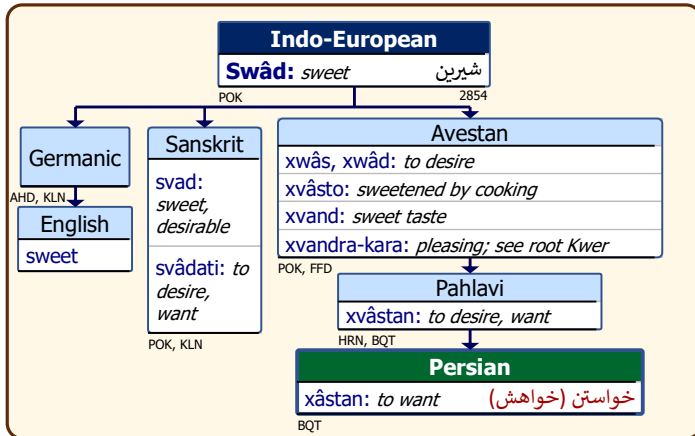 Indo-European
Swâd: sweet شیرین
POK 2854
Germanic
AHD, KLN
English
sweet
Sanskrit
svad:
sweet,
desirable
svâdati: to
desire,
want
POK, KLN
Avestan
xwâs, xwâd: to desire
xvâsto: sweetened by cooking
xvand: sweet taste
xvandra-kara: pleasing; see root Kwer
POK, FFD
Pahlavi
xvâstan: to desire, want
HRN, BQT
Persian
xâstan: to want خواستن (خواهش)
BQT